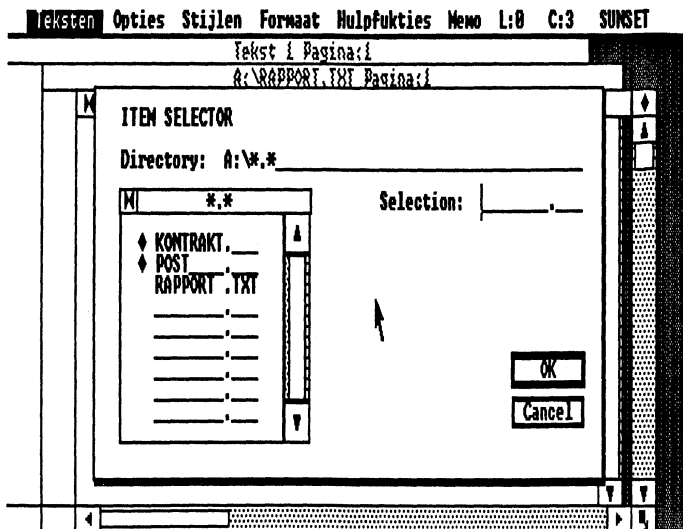 Teksten Opties Stijlen Formaat Hulpfukties Memo L:0 C:3 SUNSET
Tekst 1 Pagina:1
A:\RAPPORT.TXT Pagina:1
ITEM SELECTOR
Directory: A:\*.*
*.*
Selection: .
KONTRAKT.
POST .
RAPPORT .TXT
OK
Cancel